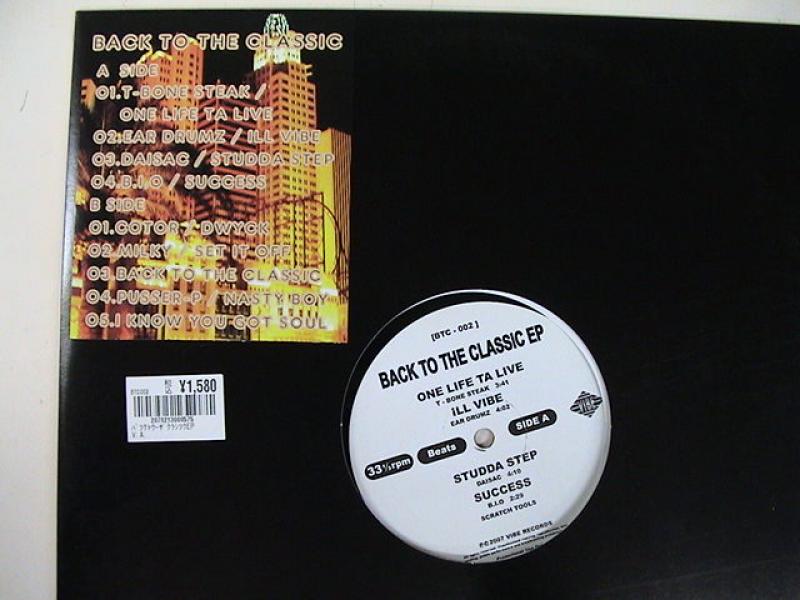 BACK TO THE CLASSIC
A SIDE
01.T-BONE STEAK /
ONE LIFE TA LIVE
02.EAR DRUMZ / ILL VIBE
03.DAISAC / STUDDA STEP
04.B.I.O / SUCCESS
B SIDE
01.COTOR / DWYCK
02.MILKY / SET IT OFF
03 BACK TO THE CLASSIC
04.PUSSER-P / NASTY BOY
05.I KNOW YOU GOT SOUL
¥1,580
V.A.
[BTC - 002]
BACK TO THE CLASSIC EP
ONE LIFE TA LIVE
T - BONE STEAK 3:41
ILL VIBE
EAR DRUMZ 4:02
VIBE
33⅓rpm
Beats
SIDE A
STUDDA STEP
DAISAC 4:10
SUCCESS
B.I.O 2:29
SCRATCH TOOLS
P.C 2007 VIBE RECORDS